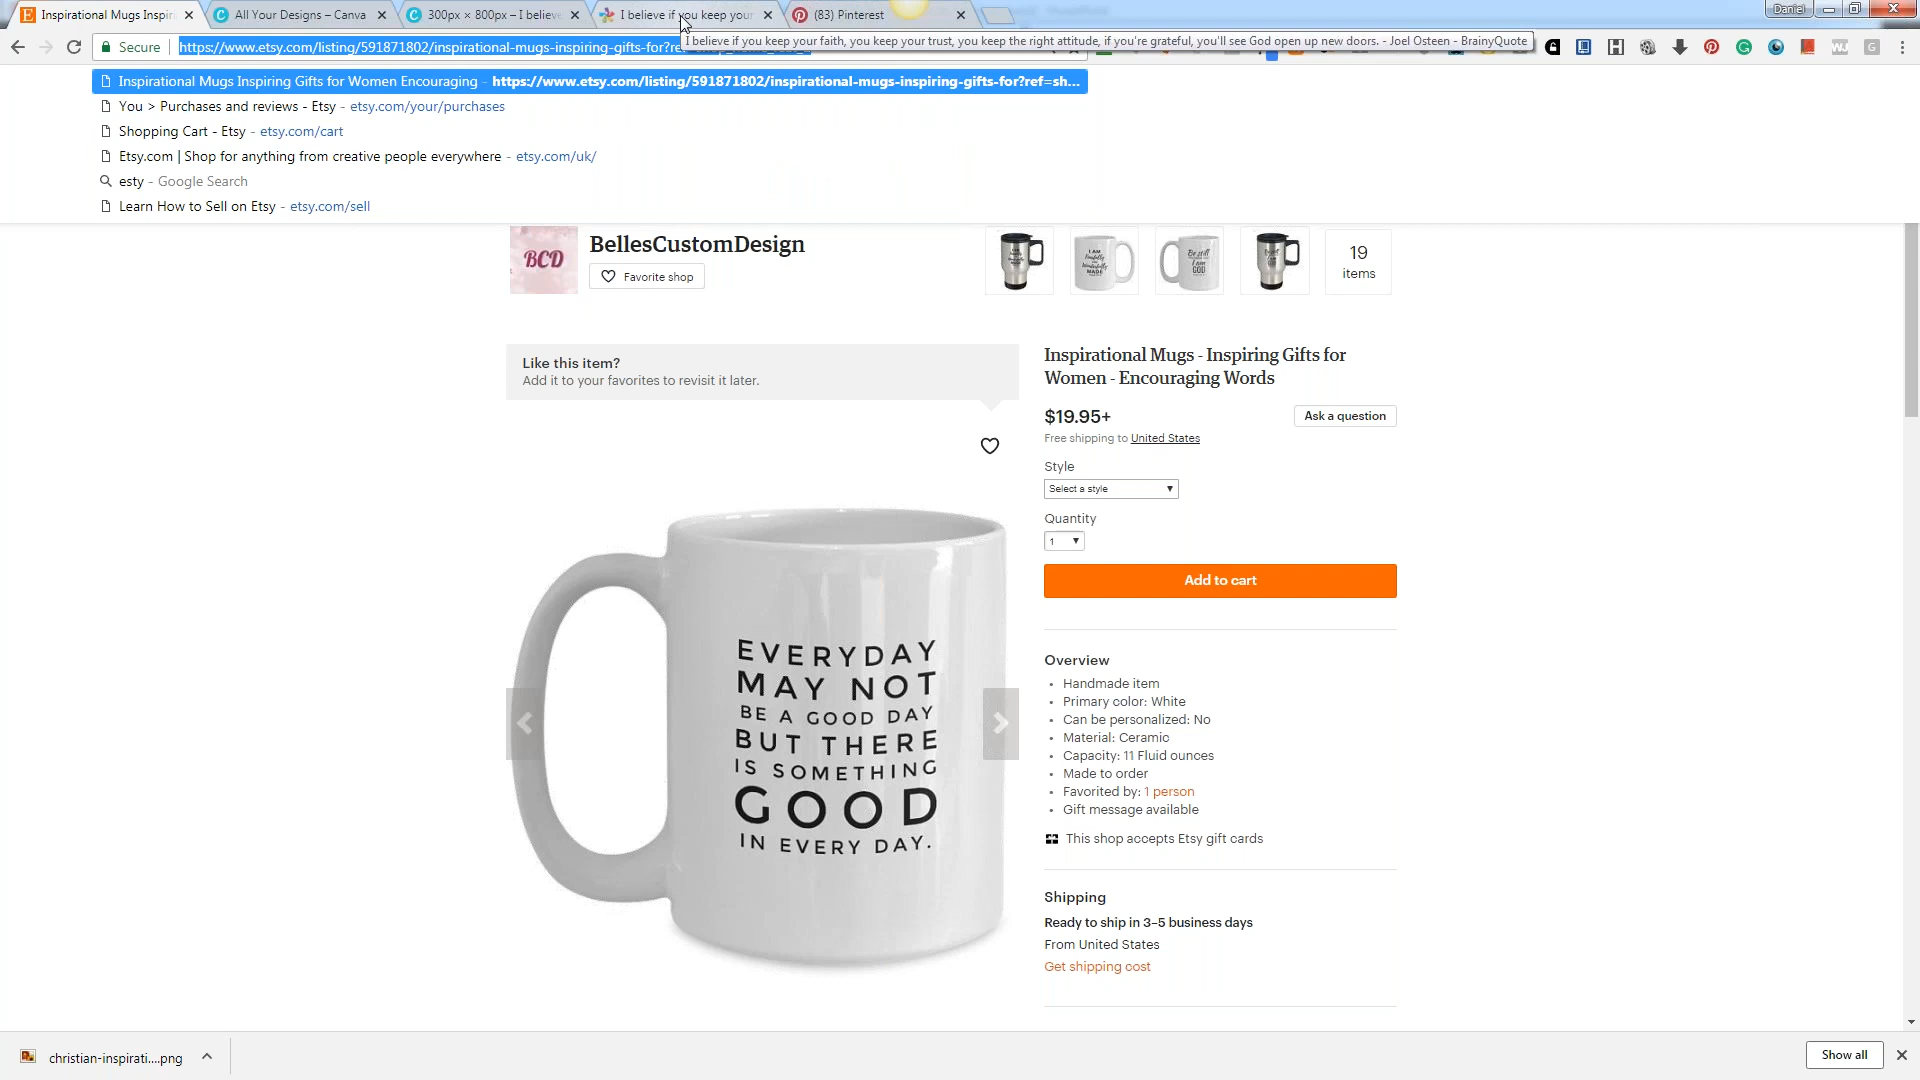 Inspirational Mugs Inspir
All Your Designs – Canva
300px × 800px – I believe
I believe if you keep your
(83) Pinterest
Daniel
Secure
https://www.etsy.com/listing/591871802/inspirational-mugs-inspiring-gifts-for?re
I believe if you keep your faith, you keep your trust, you keep the right attitude, if you're grateful, you'll see God open up new doors. - Joel Osteen - BrainyQuote
Inspirational Mugs Inspiring Gifts for Women Encouraging - https://www.etsy.com/listing/591871802/inspirational-mugs-inspiring-gifts-for?ref=sh...
You > Purchases and reviews - Etsy - etsy.com/your/purchases
Shopping Cart - Etsy - etsy.com/cart
Etsy.com | Shop for anything from creative people everywhere - etsy.com/uk/
esty - Google Search
Learn How to Sell on Etsy - etsy.com/sell
BCD
BellesCustomDesign
Favorite shop
19
items
Like this item?
Add it to your favorites to revisit it later.
Inspirational Mugs - Inspiring Gifts for
Women - Encouraging Words
$19.95+
Ask a question
Free shipping to United States
Style
Select a style
Quantity
1
Add to cart
EVERYDAY
MAY NOT
BE A GOOD DAY
BUT THERE
IS SOMETHING
GOOD
IN EVERY DAY.
Overview
Handmade item
Primary color: White
Can be personalized: No
Material: Ceramic
Capacity: 11 Fluid ounces
Made to order
Favorited by: 1 person
Gift message available
This shop accepts Etsy gift cards
Shipping
Ready to ship in 3–5 business days
From United States
Get shipping cost
christian-inspirati....png
Show all